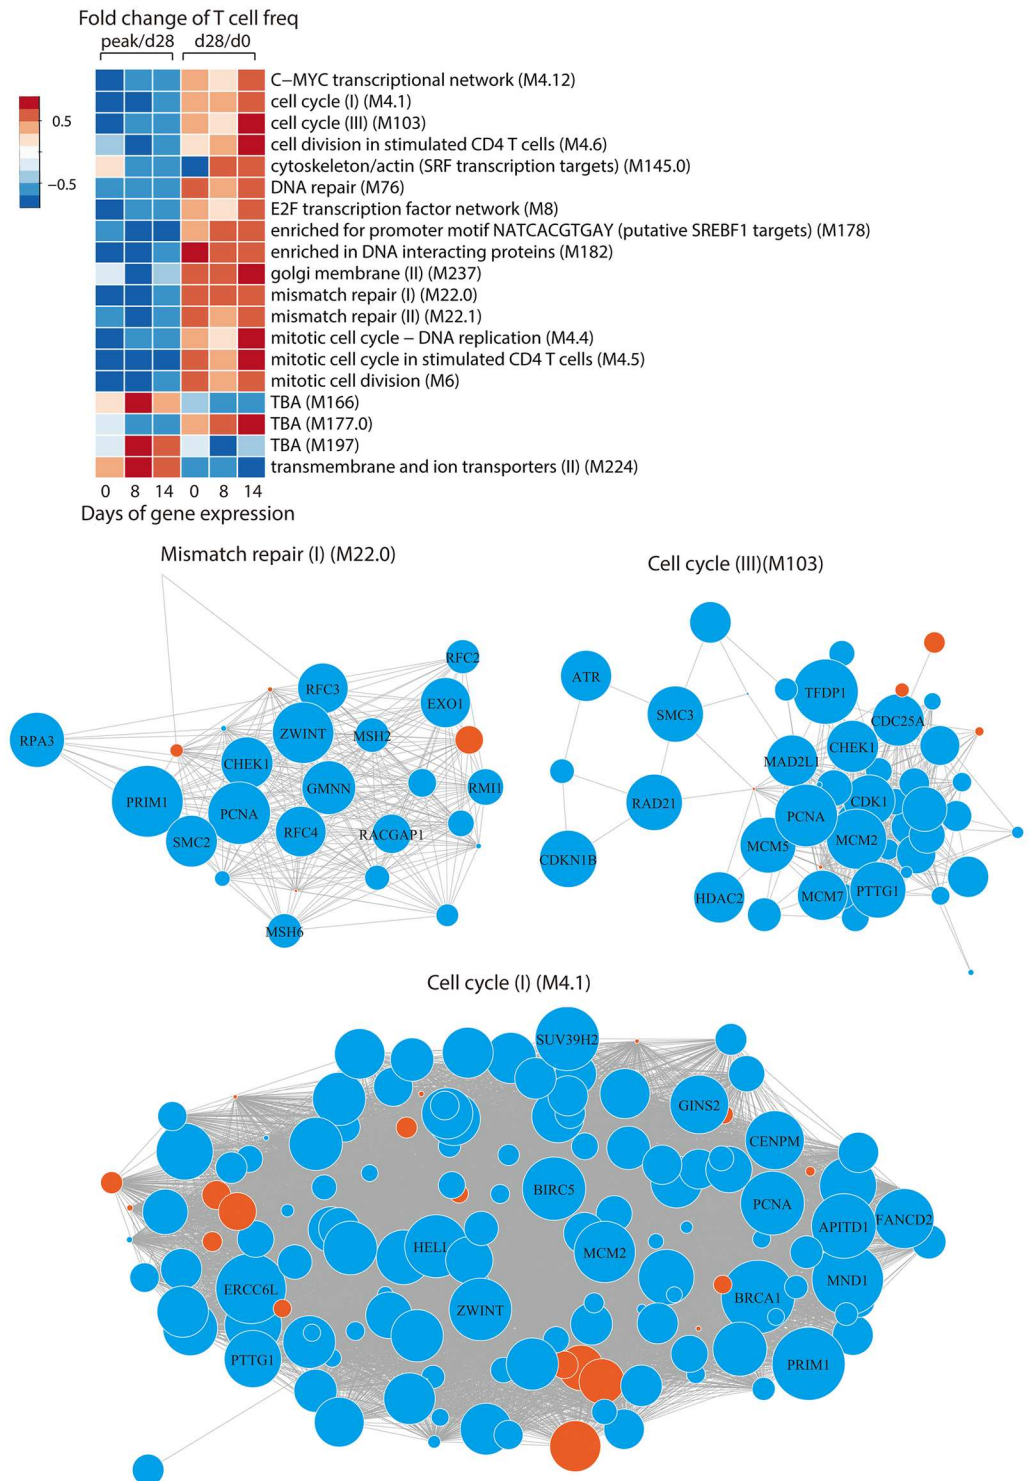 Fold change of T cell freq
peak/d28 d28/d0
0.5
−0.5
C−MYC transcriptional network (M4.12)
cell cycle (I) (M4.1)
cell cycle (III) (M103)
cell division in stimulated CD4 T cells (M4.6)
cytoskeleton/actin (SRF transcription targets) (M145.0)
DNA repair (M76)
E2F transcription factor network (M8)
enriched for promoter motif NATCACGTGAY (putative SREBF1 targets) (M178)
enriched in DNA interacting proteins (M182)
golgi membrane (II) (M237)
mismatch repair (I) (M22.0)
mismatch repair (II) (M22.1)
mitotic cell cycle − DNA replication (M4.4)
mitotic cell cycle in stimulated CD4 T cells (M4.5)
mitotic cell division (M6)
TBA (M166)
TBA (M177.0)
TBA (M197)
transmembrane and ion transporters (II) (M224)
0 8 14 0 8 14
Days of gene expression
Mismatch repair (I) (M22.0)
RFC2
RFC3
EXO1
ZWINT
MSH2
RPA3
CHEK1
GMNN
RMI1
PRIM1
PCNA
RFC4
RACGAP1
SMC2
MSH6
Cell cycle (III)(M103)
ATR
TFDP1
SMC3
CDC25A
CHEK1
MAD2L1
RAD21
CDK1
PCNA
MCM2
MCM5
CDKN1B
HDAC2
MCM7
PTTG1
Cell cycle (I) (M4.1)
SUV39H2
GINS2
CENPM
BIRC5
PCNA
APITD1
FANCD2
HELL
MCM2
MND1
ERCC6L
BRCA1
ZWINT
PTTG1
PRIM1